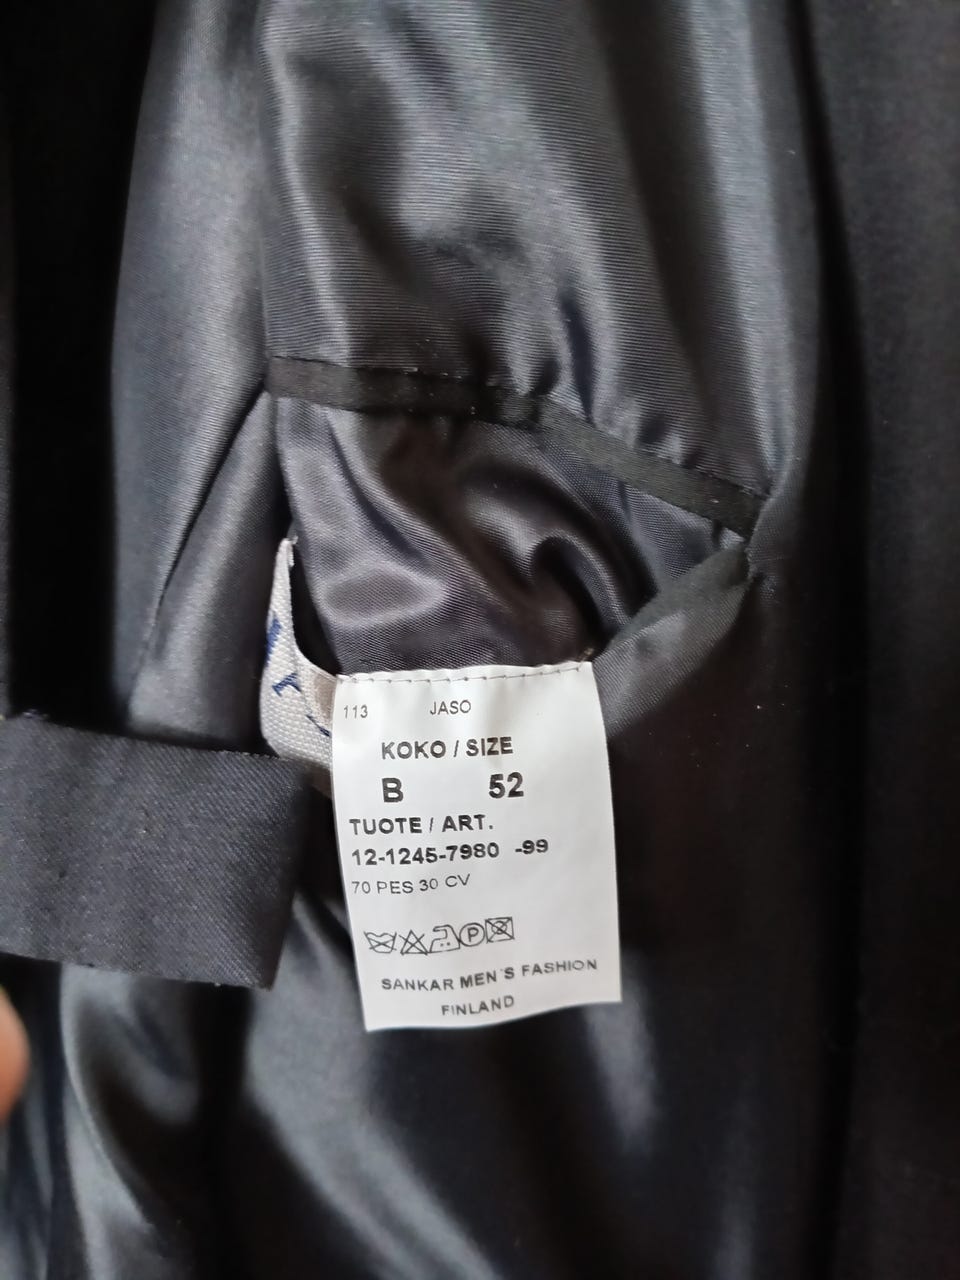 113 JASO
KOKO / SIZE
B 52
TUOTE / ART.
12-1245-7980 -99
70 PES 30 CV
P
SANKAR MEN'S FASHION
FINLAND